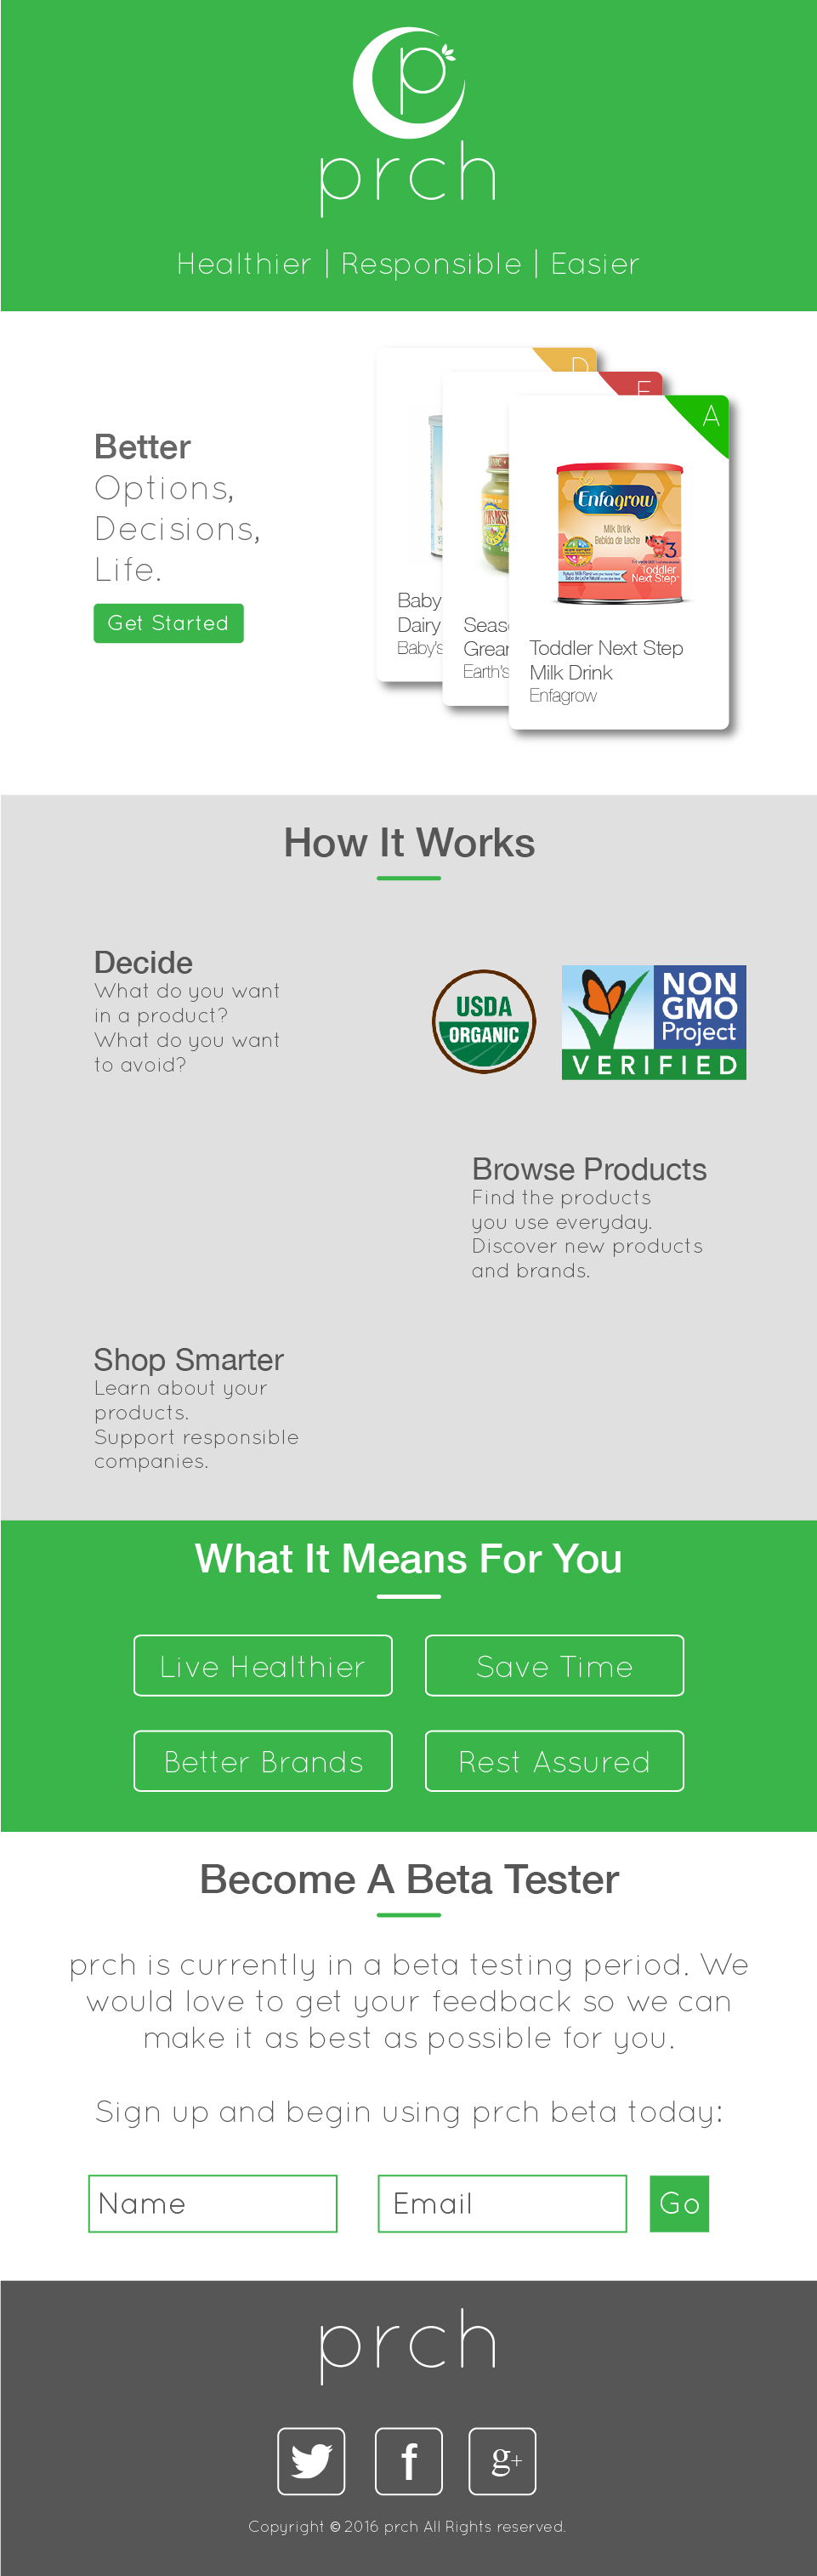 p
prch
Healthier | Responsible | Easier
Better
Options,
Decisions,
Life.
Get Started
D
E
A
Enfagrow
Milk Drink
Bebida de Leche
3
Toddler
Next Step
Baby
Dairy
Baby's
Seas
Grear
Earth's
Toddler Next Step
Milk Drink
Enfagrow
How It Works
Decide
What do you want
in a product?
What do you want
to avoid?
USDA
ORGANIC
NON
GMO
Project
VERIFIED
Browse Products
Find the products
you use everyday.
Discover new products
and brands.
Shop Smarter
Learn about your
products.
Support responsible
companies.
What It Means For You
Live Healthier
Save Time
Better Brands
Rest Assured
Become A Beta Tester
prch is currently in a beta testing period. We
would love to get your feedback so we can
make it as best as possible for you.
Sign up and begin using prch beta today:
Name
Email
Go
prch
f
g+
Copyright © 2016 prch All Rights reserved.